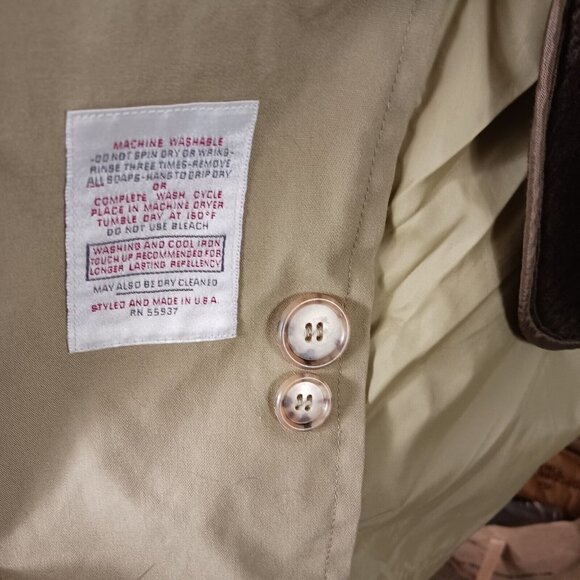 MACHINE WASHABLE
-DO NOT SPIN DRY OR WRING-
RINSE THREE TIMES-REMOVE
ALL SOAPS-HANG TO DRIP DRY
OR
COMPLETE WASH CYCLE
PLACE IN MACHINE DRYER
TUMBLE DRY AT 160°F
DO NOT USE BLEACH
WASHING AND COOL IRON
TOUCH UP RECOMMENDED FOR
LONGER LASTING REPELLENCY
MAY ALSO BE DRY CLEANED
STYLED AND MADE IN U.S.A.
RN 55937